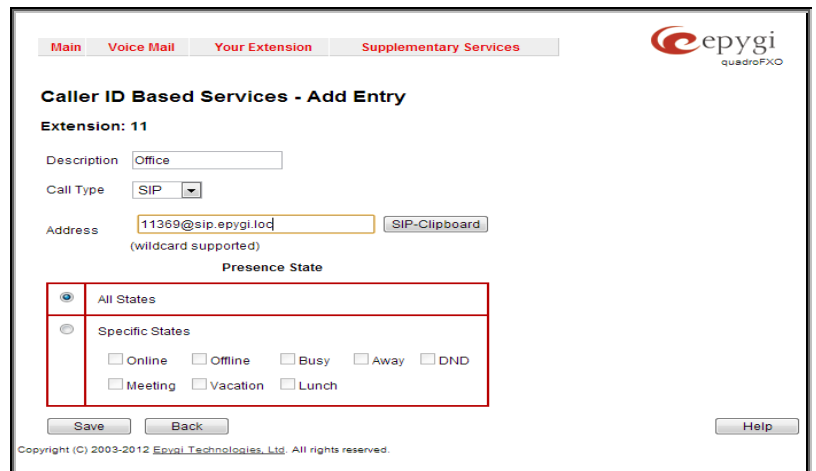 Main Voice Mail Your Extension Supplementary Services
epygi
quadroFXO
Caller ID Based Services - Add Entry
Extension: 11
Description Office
Call Type SIP
Address 11369@sip.epygi.loc SIP-Clipboard
(wildcard supported)
Presence State
All States
Specific States
Online Offline Busy Away DND
Meeting Vacation Lunch
Save Back Help
Copyright (C) 2003-2012 Epygi Technologies, Ltd. All rights reserved.